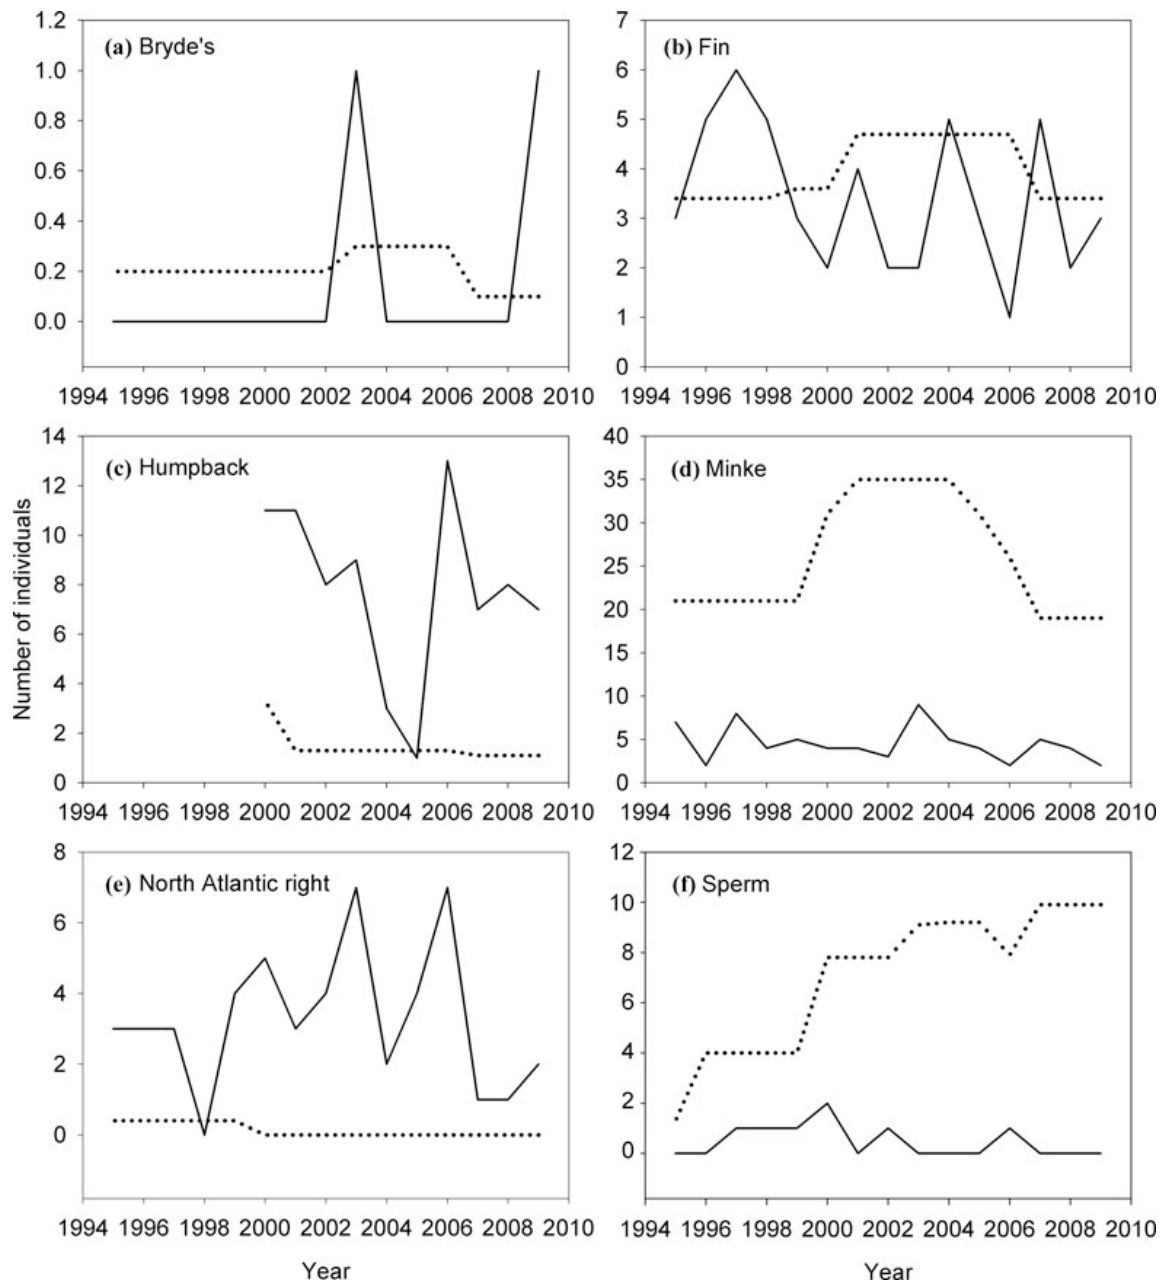 (a) Bryde's
1.2
1.0
0.8
0.6
0.4
0.2
0.0
1994 1996 1998 2000 2002 2004 2006 2008 2010
(b) Fin
7
6
5
4
3
2
1
0
1994 1996 1998 2000 2002 2004 2006 2008 2010
Number of individuals
(c) Humpback
14
12
10
8
6
4
2
0
1994 1996 1998 2000 2002 2004 2006 2008 2010
(d) Minke
40
35
30
25
20
15
10
5
0
1994 1996 1998 2000 2002 2004 2006 2008 2010
(e) North Atlantic right
8
6
4
2
0
1994 1996 1998 2000 2002 2004 2006 2008 2010
Year
(f) Sperm
12
10
8
6
4
2
0
1994 1996 1998 2000 2002 2004 2006 2008 2010
Year